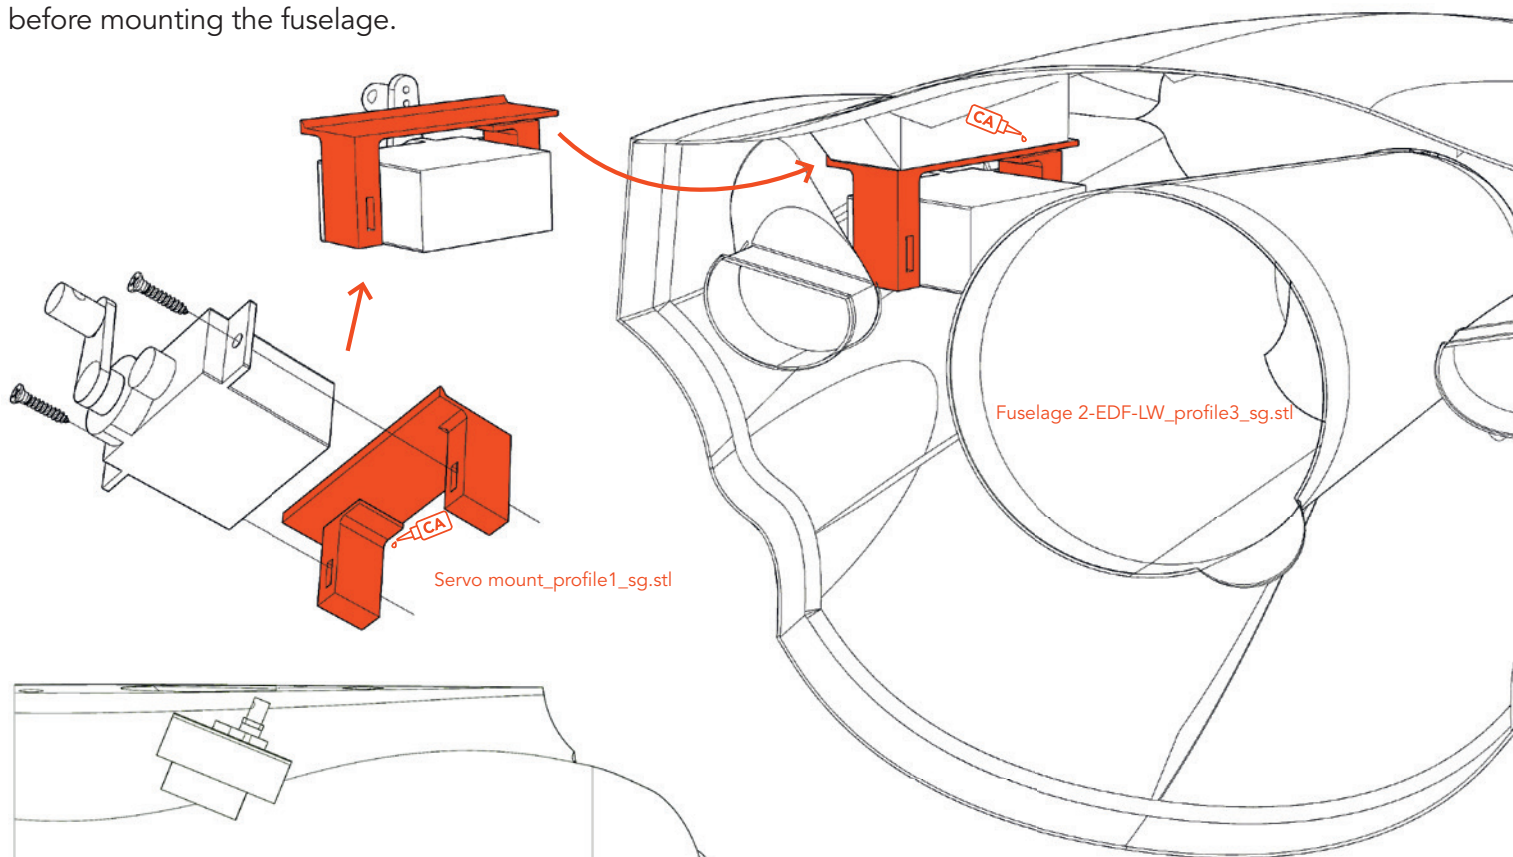 before mounting the fuselage.
CA
Fuselage 2-EDF-LW_profile3_sg.stl
CA
Servo mount_profile1_sg.stl